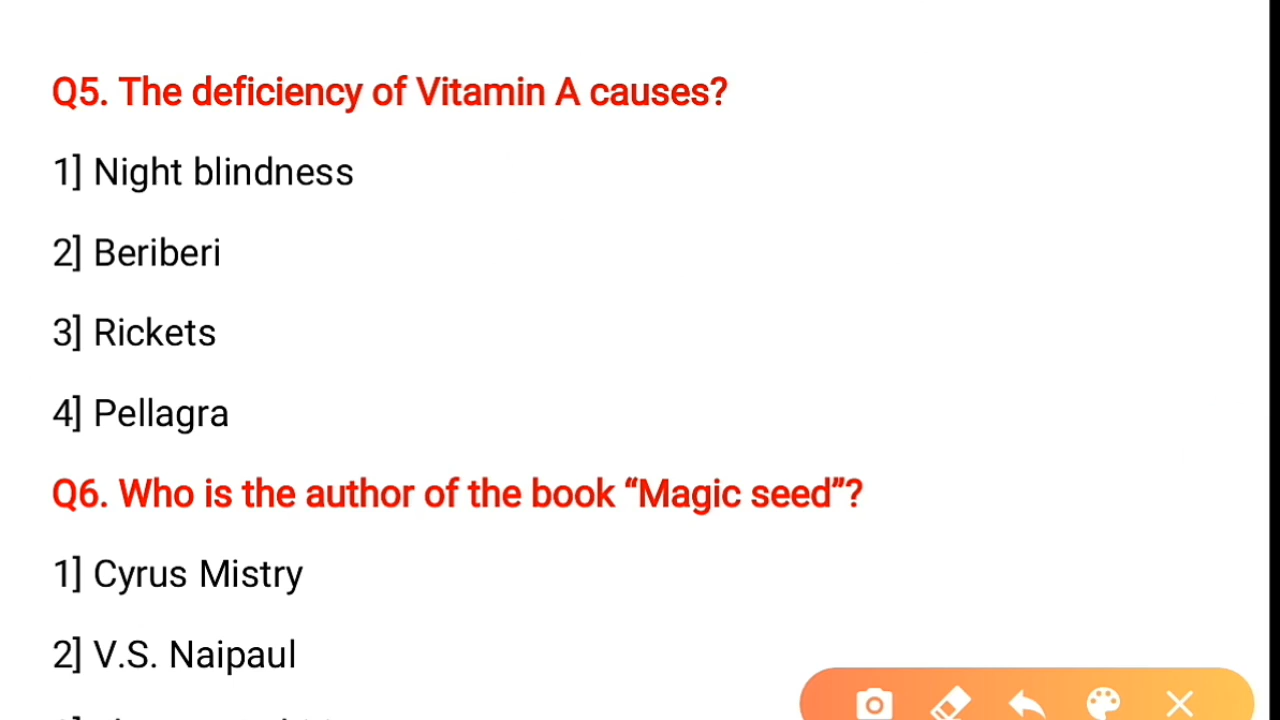 Q5. The deficiency of Vitamin A causes?
1] Night blindness
2] Beriberi
3] Rickets
4] Pellagra
Q6. Who is the author of the book “Magic seed”?
1] Cyrus Mistry
2] V.S. Naipaul